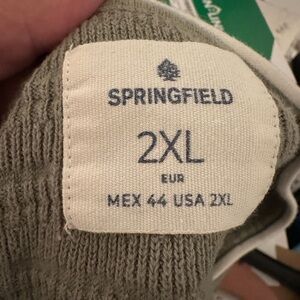 SPRINGFIELD
2XL
EUR
MEX 44 USA 2XL